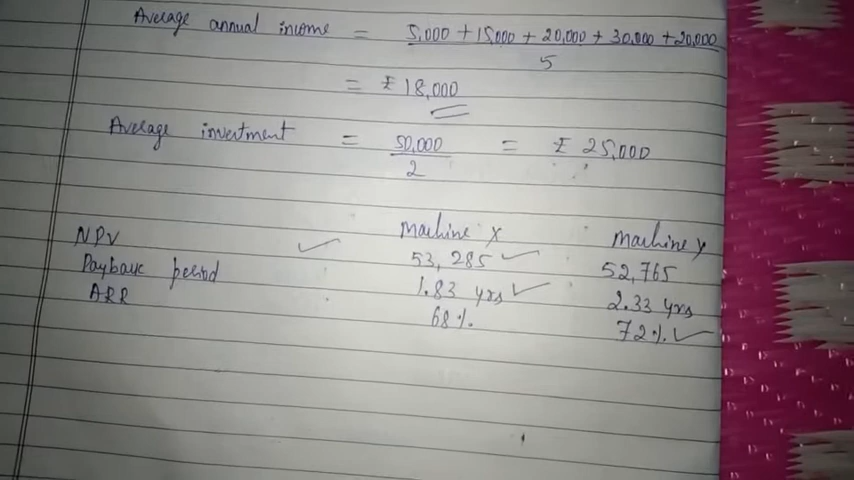 Average annual income = 5,000 + 15,000 + 20,000 + 30,000 + 20,000
5
= ₹ 18,000
Average investment = 50,000 = ₹ 25,000
2
Machine X Machine Y
NPV 53,285 52,765
Payback period 1.83 yrs 2.33 yrs
ARR 68% 72%